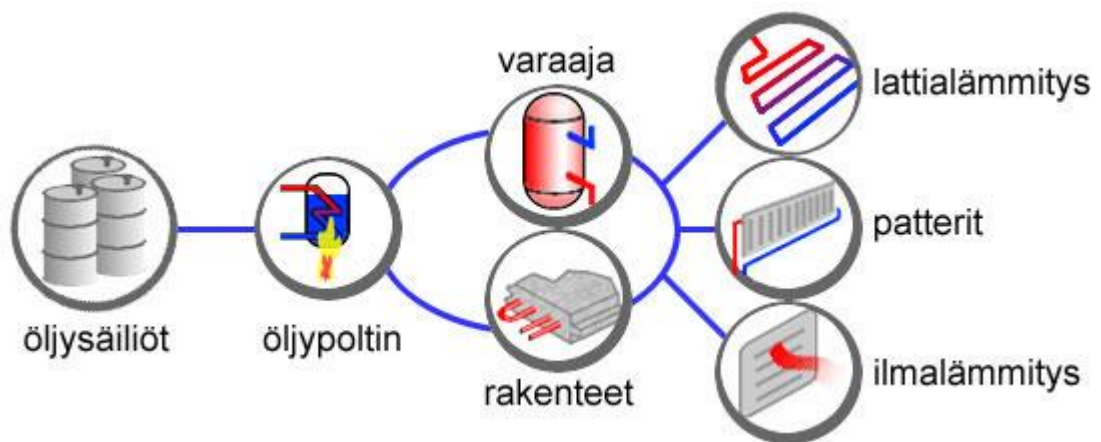 öljysäiliöt
öljypoltin
varaaja
rakenteet
lattialämmitys
patterit
ilmalämmitys